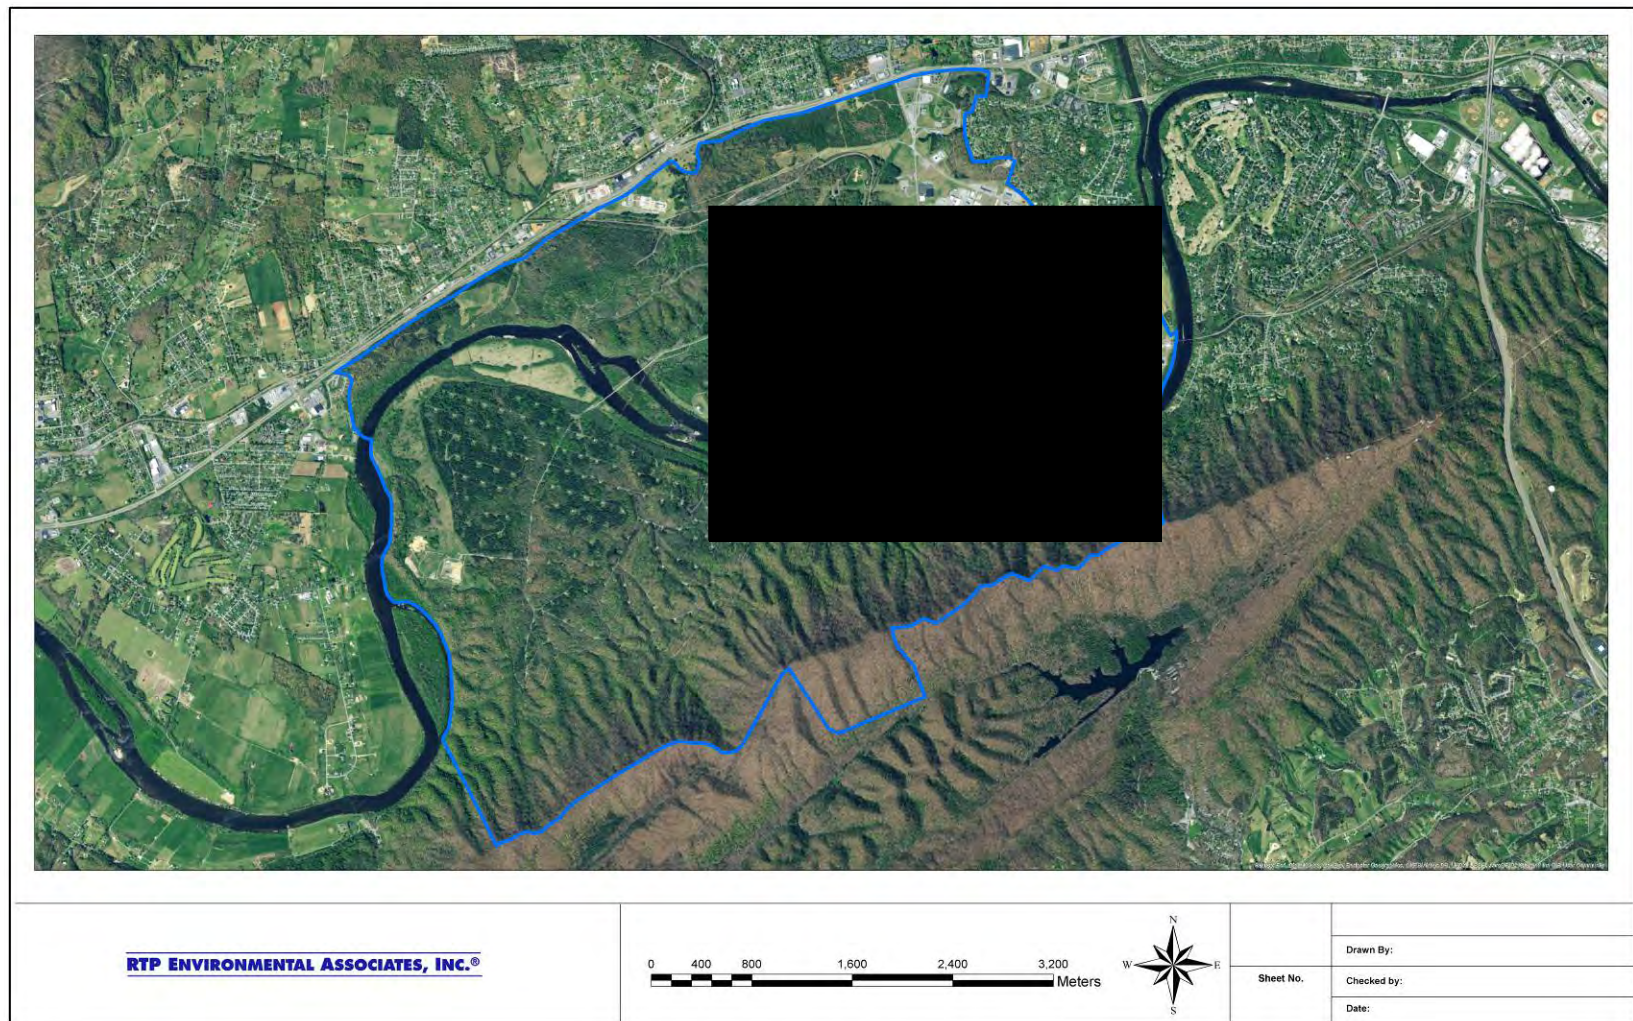 RTP ENVIRONMENTAL ASSOCIATES, INC.®
0 400 800 1,600 2,400 3,200
Meters
N
W E
S
Sheet No.
Drawn By:
Checked by:
Date: